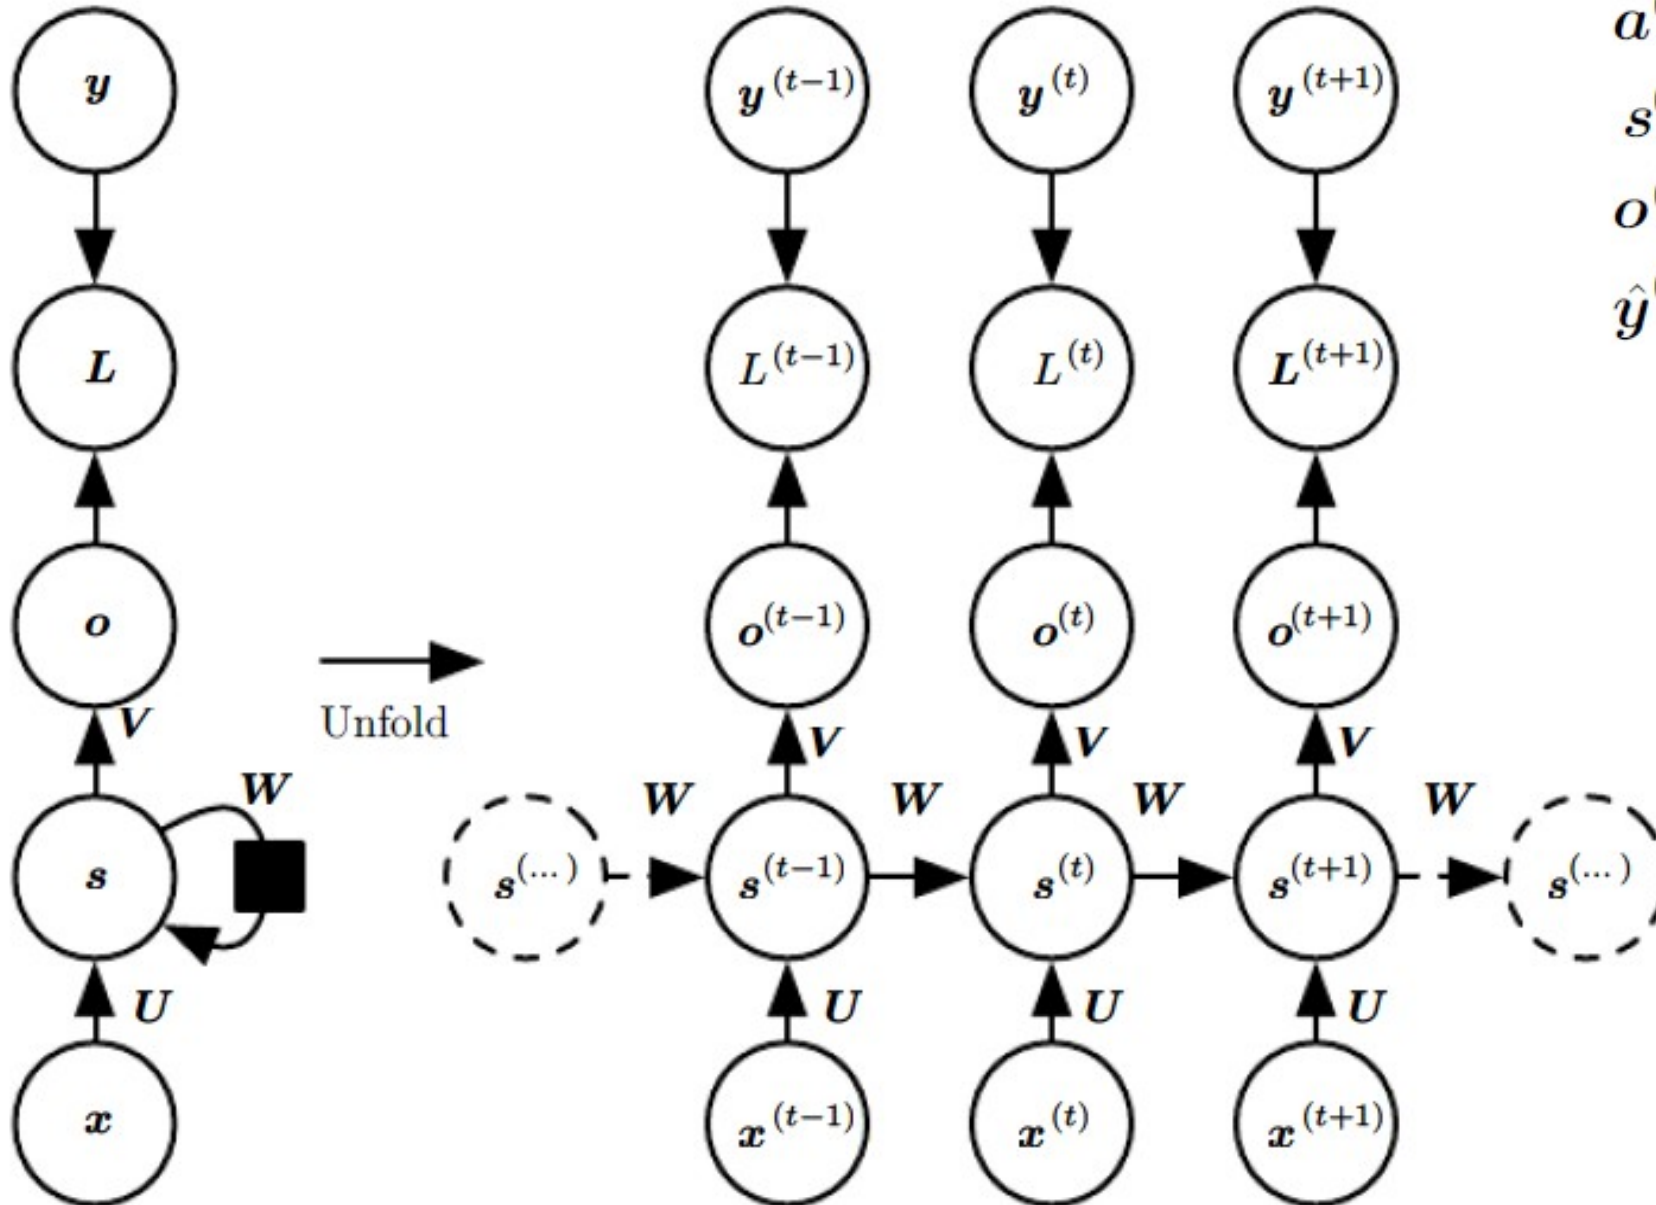 y y^(t−1) y^(t) y^(t+1)
L L^(t−1) L^(t) L^(t+1)
o o^(t−1) o^(t) o^(t+1)
Unfold
V V V V
W W W W W
s s^(...) s^(t−1) s^(t) s^(t+1) s^(...)
U U U U
x x^(t−1) x^(t) x^(t+1)
a
s
o
ŷ